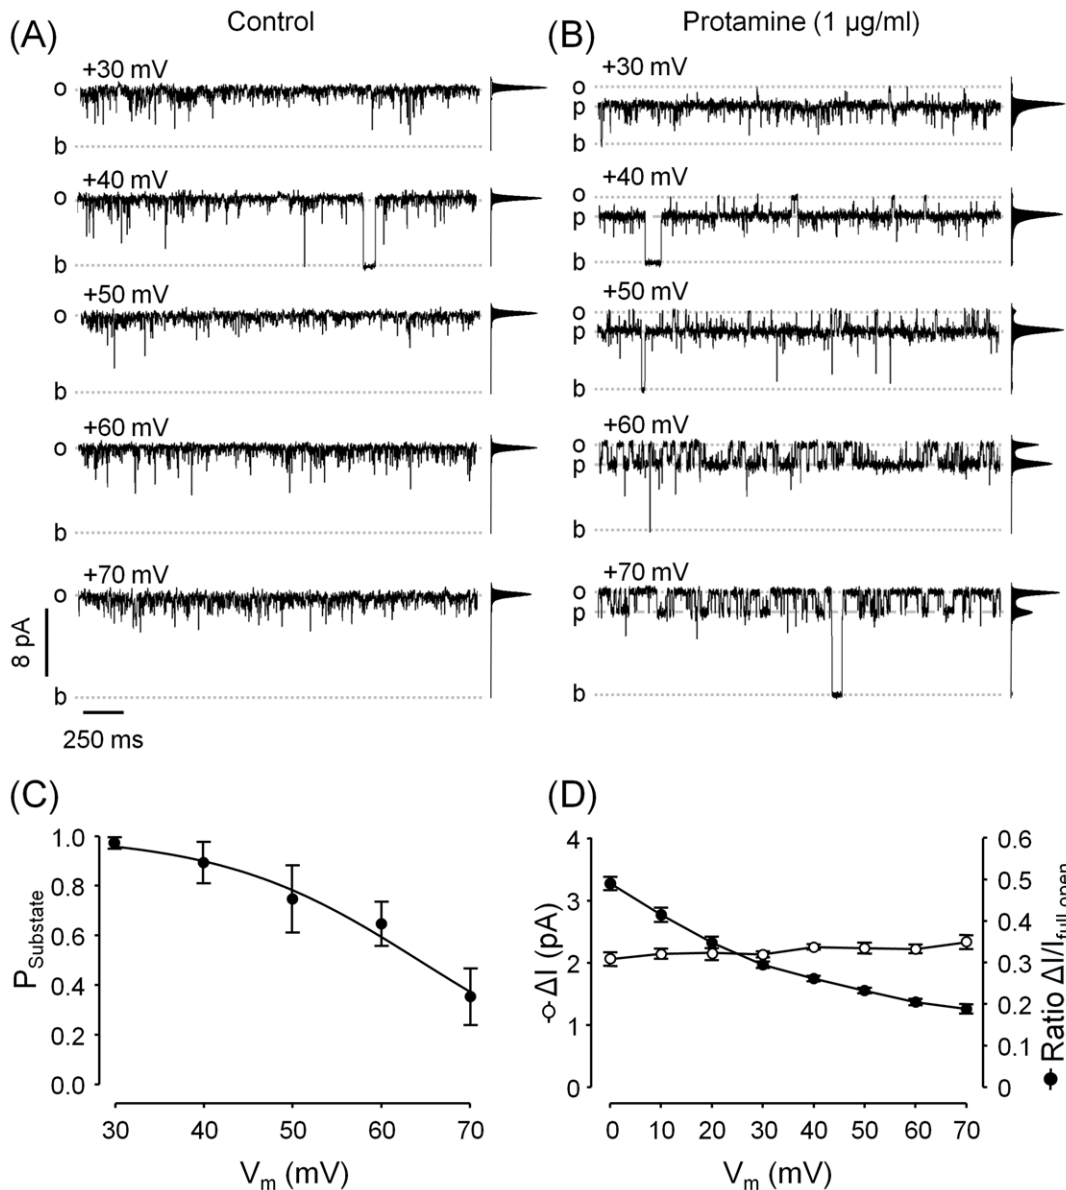 (A) Control
+30 mV
o
b
+40 mV
o
b
+50 mV
o
b
+60 mV
o
b
+70 mV
o
b
8 pA
250 ms
(B) Protamine (1 µg/ml)
+30 mV
o
p
b
+40 mV
o
p
b
+50 mV
o
p
b
+60 mV
o
p
b
+70 mV
o
p
b
(C)
P_Substate
1.0
0.8
0.6
0.4
0.2
0.0
30 40 50 60 70
V_m (mV)
(D)
ΔI (pA)
4
3
2
1
0
0.6
0.5
0.4
0.3
0.2
0.1
0
Ratio ΔI/I_full open
0 10 20 30 40 50 60 70
V_m (mV)